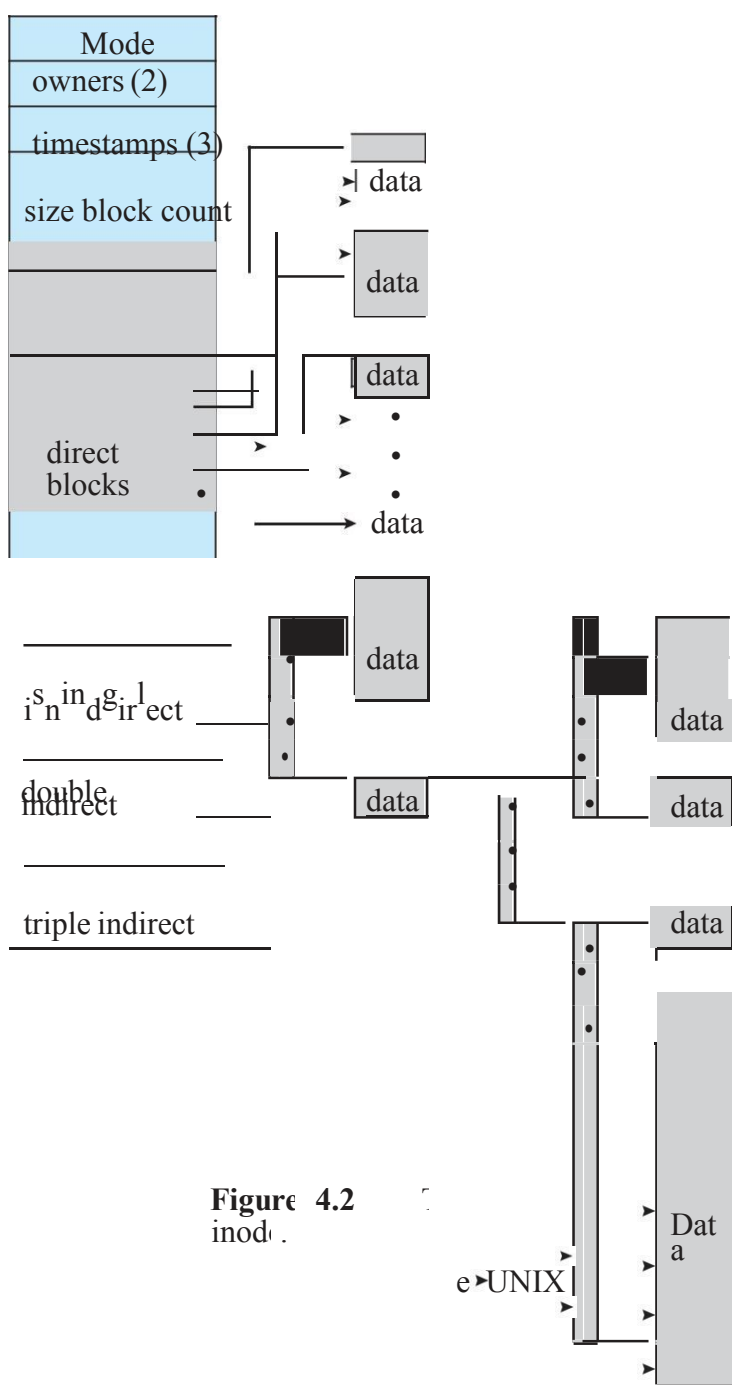 Mode
owners (2)
timestamps (3)
size block count
data
data
data
direct
blocks
data
data
single
indirect
data
double
indirect
data
data
triple indirect
data
Figure 4.2
inode.
Dat
a
e UNIX